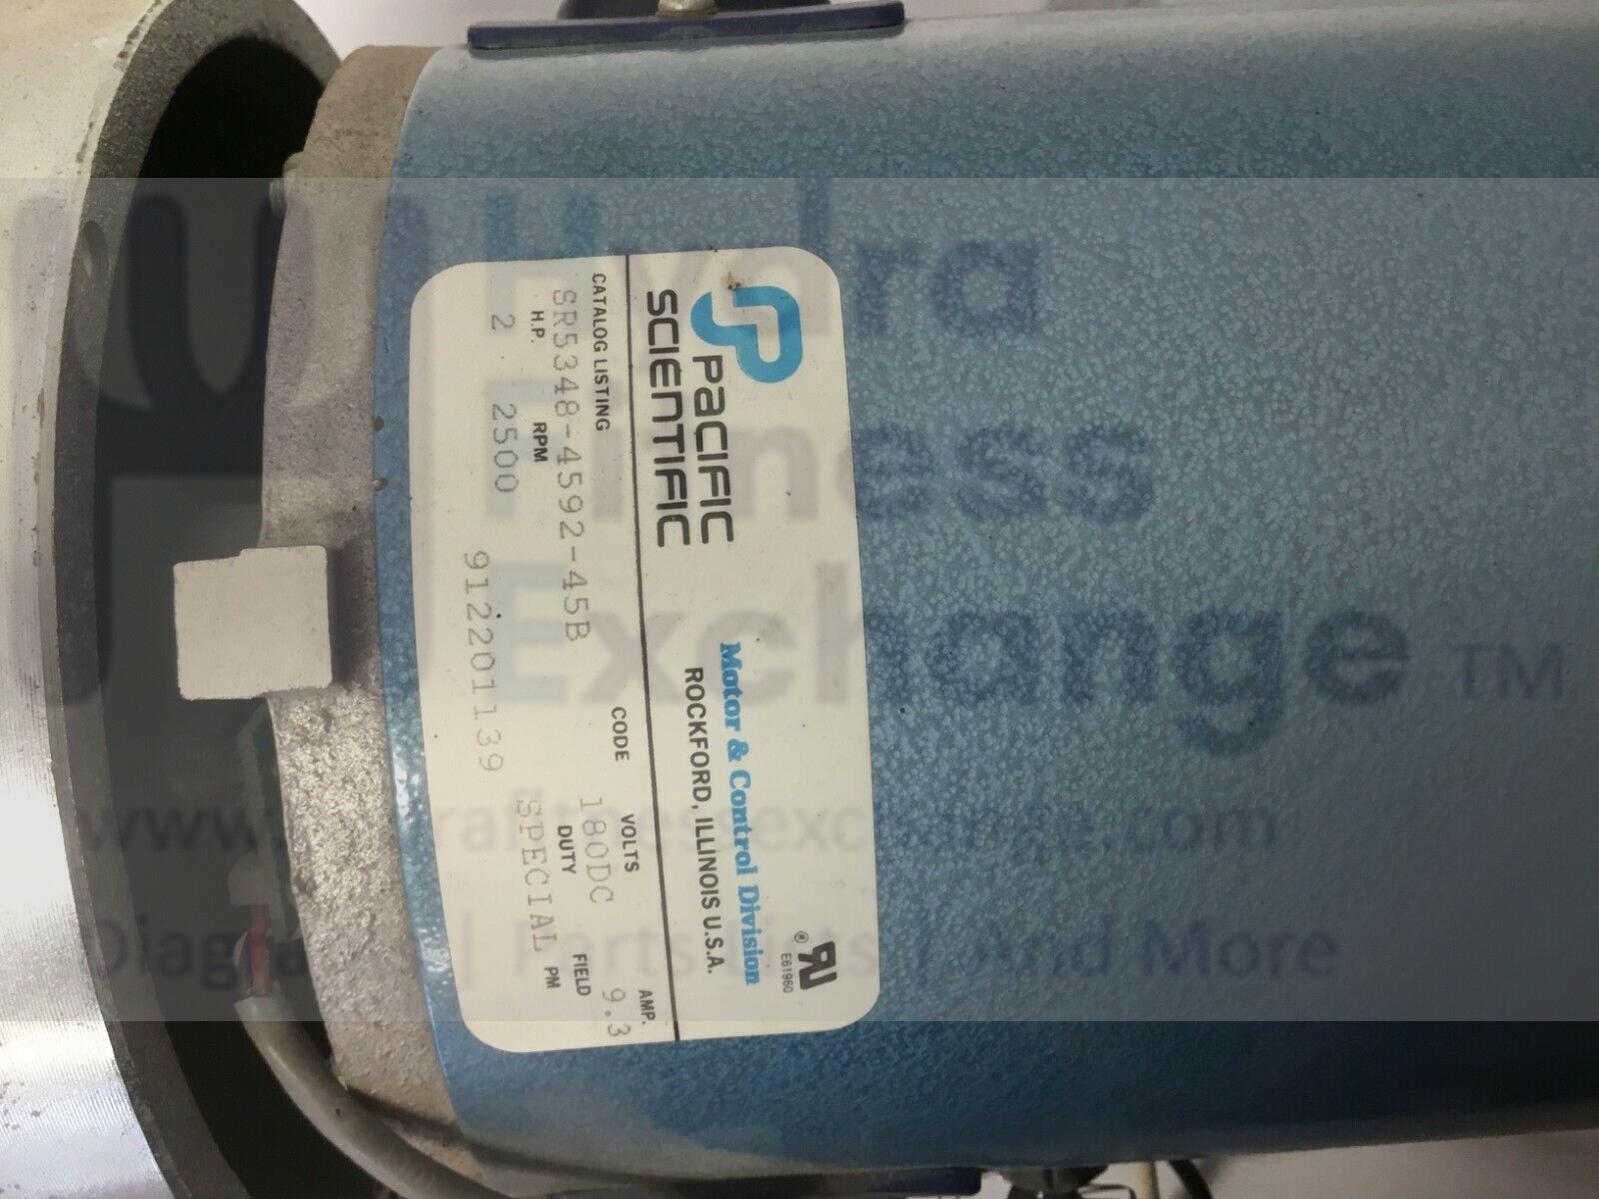 PACIFIC
SCIENTIFIC
Motor & Control Division
ROCKFORD, ILLINOIS U.S.A.
®
E61960
CATALOG LISTING CODE VOLTS AMP.
SR5348-4592-45B 180DC 9.3
H.P. RPM DUTY FIELD
2 2500 SPECIAL PM
912201139
Hydra
Fitness
Exchange TM
www.hydrafitnessexchange.com
Diagrams | Parts Lists | And More